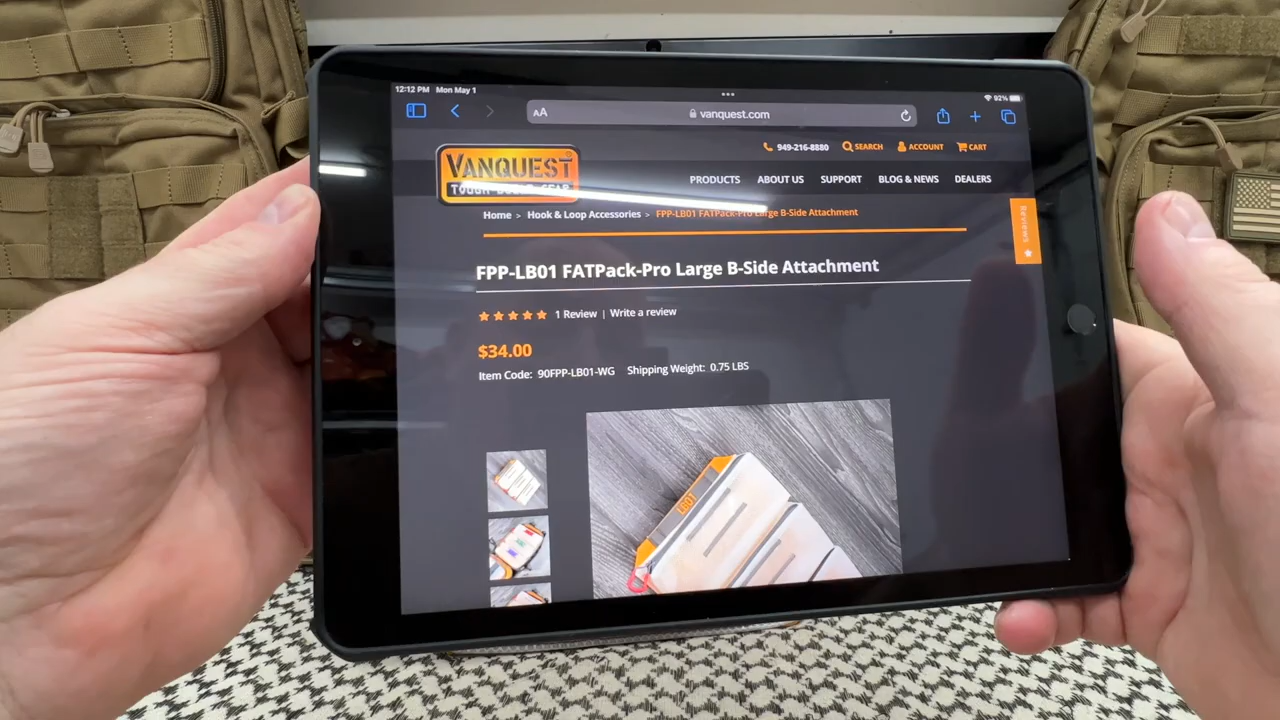 12:12 PM Mon May 1
92%
AA vanquest.com
949-216-8880 SEARCH ACCOUNT CART
VANQUEST
TOUGH-BUILT GEAR
PRODUCTS ABOUT US SUPPORT BLOG & NEWS DEALERS
Home > Hook & Loop Accessories > FPP-LB01 FATPack-Pro Large B-Side Attachment
Reviews
FPP-LB01 FATPack-Pro Large B-Side Attachment
1 Review | Write a review
$34.00
Item Code: 90FPP-LB01-WG Shipping Weight: 0.75 LBS
LB01